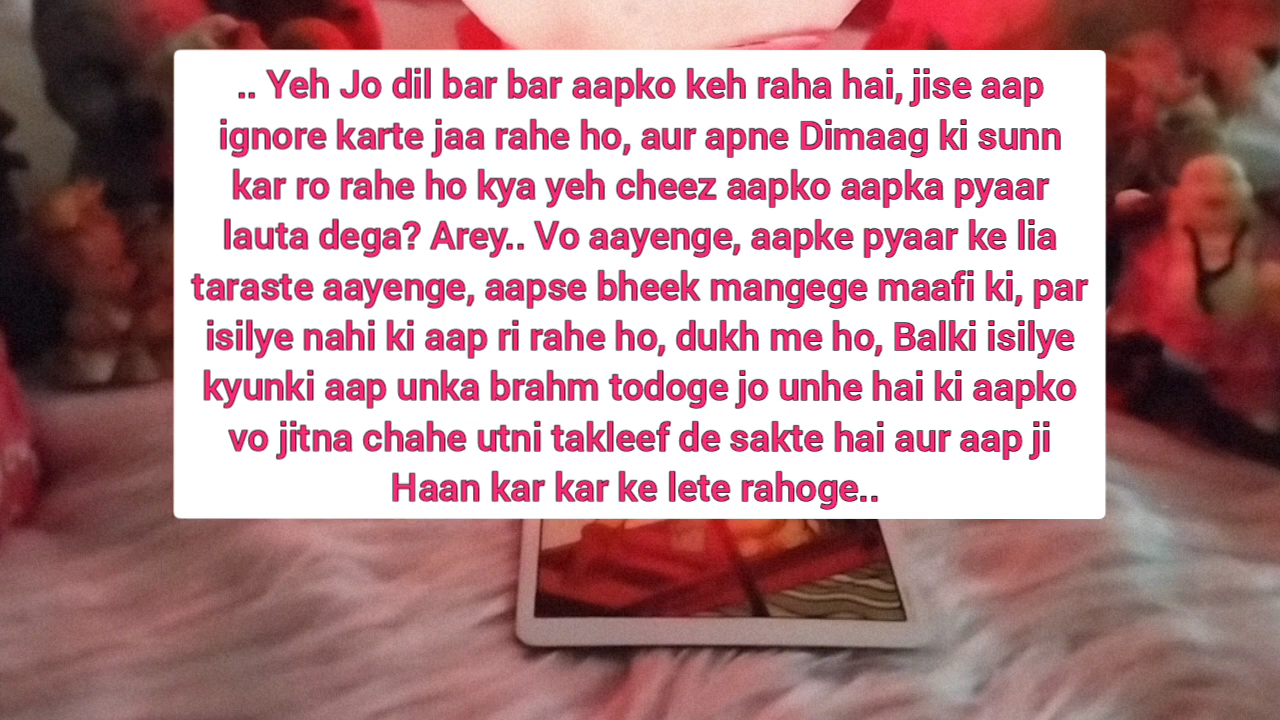 .. Yeh Jo dil bar bar aapko keh raha hai, jise aap
ignore karte jaa rahe ho, aur apne Dimaag ki sunn
kar ro rahe ho kya yeh cheez aapko aapka pyaar
lauta dega? Arey.. Vo aayenge, aapke pyaar ke lia
taraste aayenge, aapse bheek mangege maafi ki, par
isilye nahi ki aap ri rahe ho, dukh me ho, Balki isilye
kyunki aap unka brahm todoge jo unhe hai ki aapko
vo jitna chahe utni takleef de sakte hai aur aap ji
Haan kar kar ke lete rahoge..